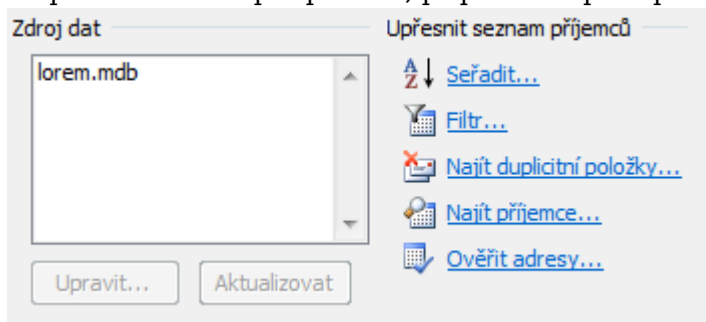 Zdroj dat
lorem.mdb
Upravit...
Aktualizovat
Upřesnit seznam příjemců
Seřadit...
Filtr...
Najít duplicitní položky...
Najít příjemce...
Ověřit adresy...